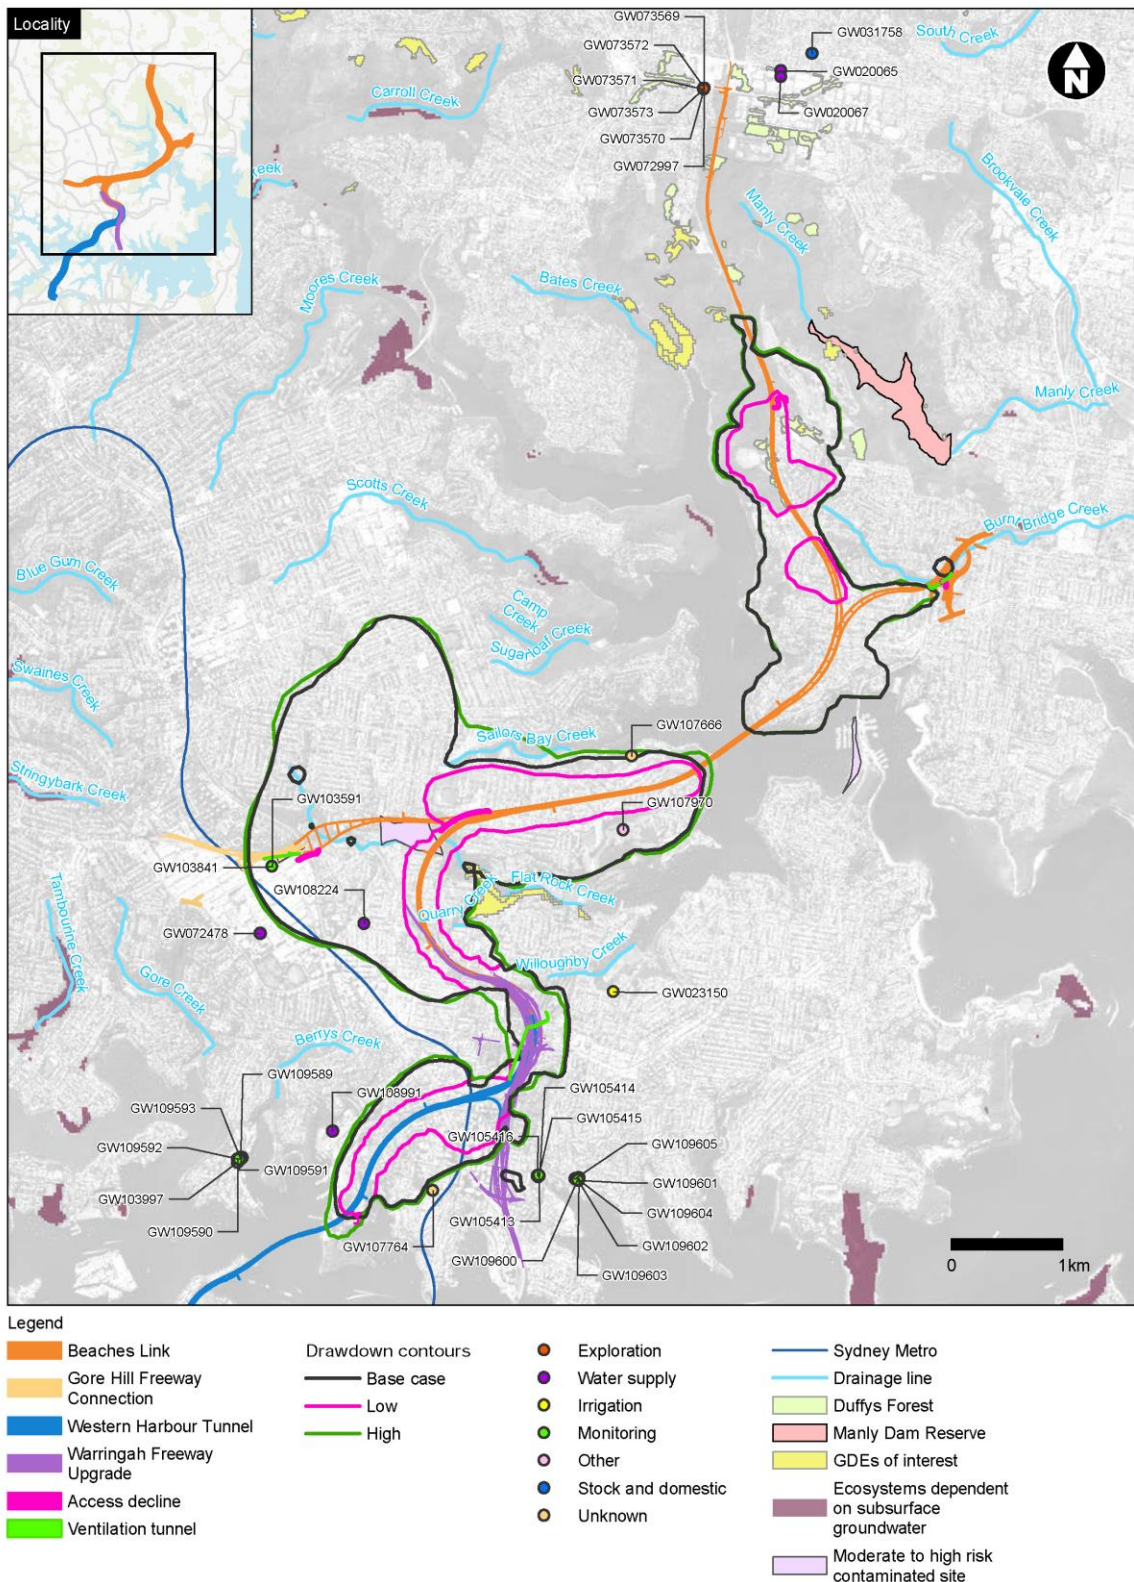 Locality
N
GW073569
GW073572
GW073571
GW073573
GW073570
GW072997
GW031758
GW020065
GW020067
South Creek
Carroll Creek
Brookvale Creek
Manly Creek
Bates Creek
Moores Creek
Manly Creek
Scotts Creek
Burnt Bridge Creek
Blue Gum Creek
Camp Creek
Sugarloaf Creek
Swaines Creek
Sailors Bay Creek
GW107666
Stringybark Creek
GW103591
GW107970
GW103841
GW108224
Flat Rock Creek
Quarry Creek
GW072478
Tambourine Creek
Gore Creek
Willoughby Creek
GW023150
Berrys Creek
GW109589
GW108991
GW105414
GW109593
GW105415
GW105416
GW109592
GW109605
GW109591
GW109601
GW103997
GW109604
GW109590
GW105413
GW107764
GW109602
GW109600
GW109603
0 1km
Legend
Beaches Link
Gore Hill Freeway
Connection
Western Harbour Tunnel
Warringah Freeway
Upgrade
Access decline
Ventilation tunnel
Drawdown contours
Base case
Low
High
Exploration
Water supply
Irrigation
Monitoring
Other
Stock and domestic
Unknown
Sydney Metro
Drainage line
Duffys Forest
Manly Dam Reserve
GDEs of interest
Ecosystems dependent
on subsurface
groundwater
Moderate to high risk
contaminated site